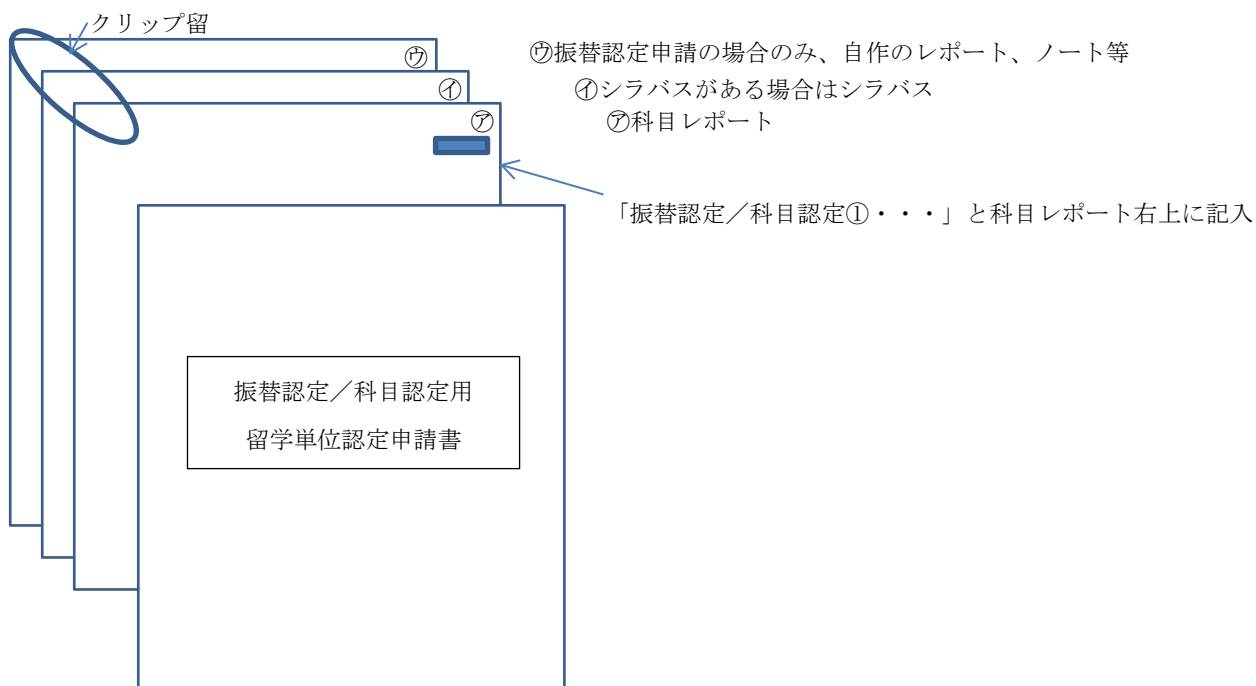 クリップ留
㋒
㋒振替認定申請の場合のみ、自作のレポート、ノート等
㋑
㋑シラバスがある場合はシラバス
㋐
㋐科目レポート
「振替認定／科目認定①・・・」と科目レポート右上に記入
振替認定／科目認定用
留学単位認定申請書